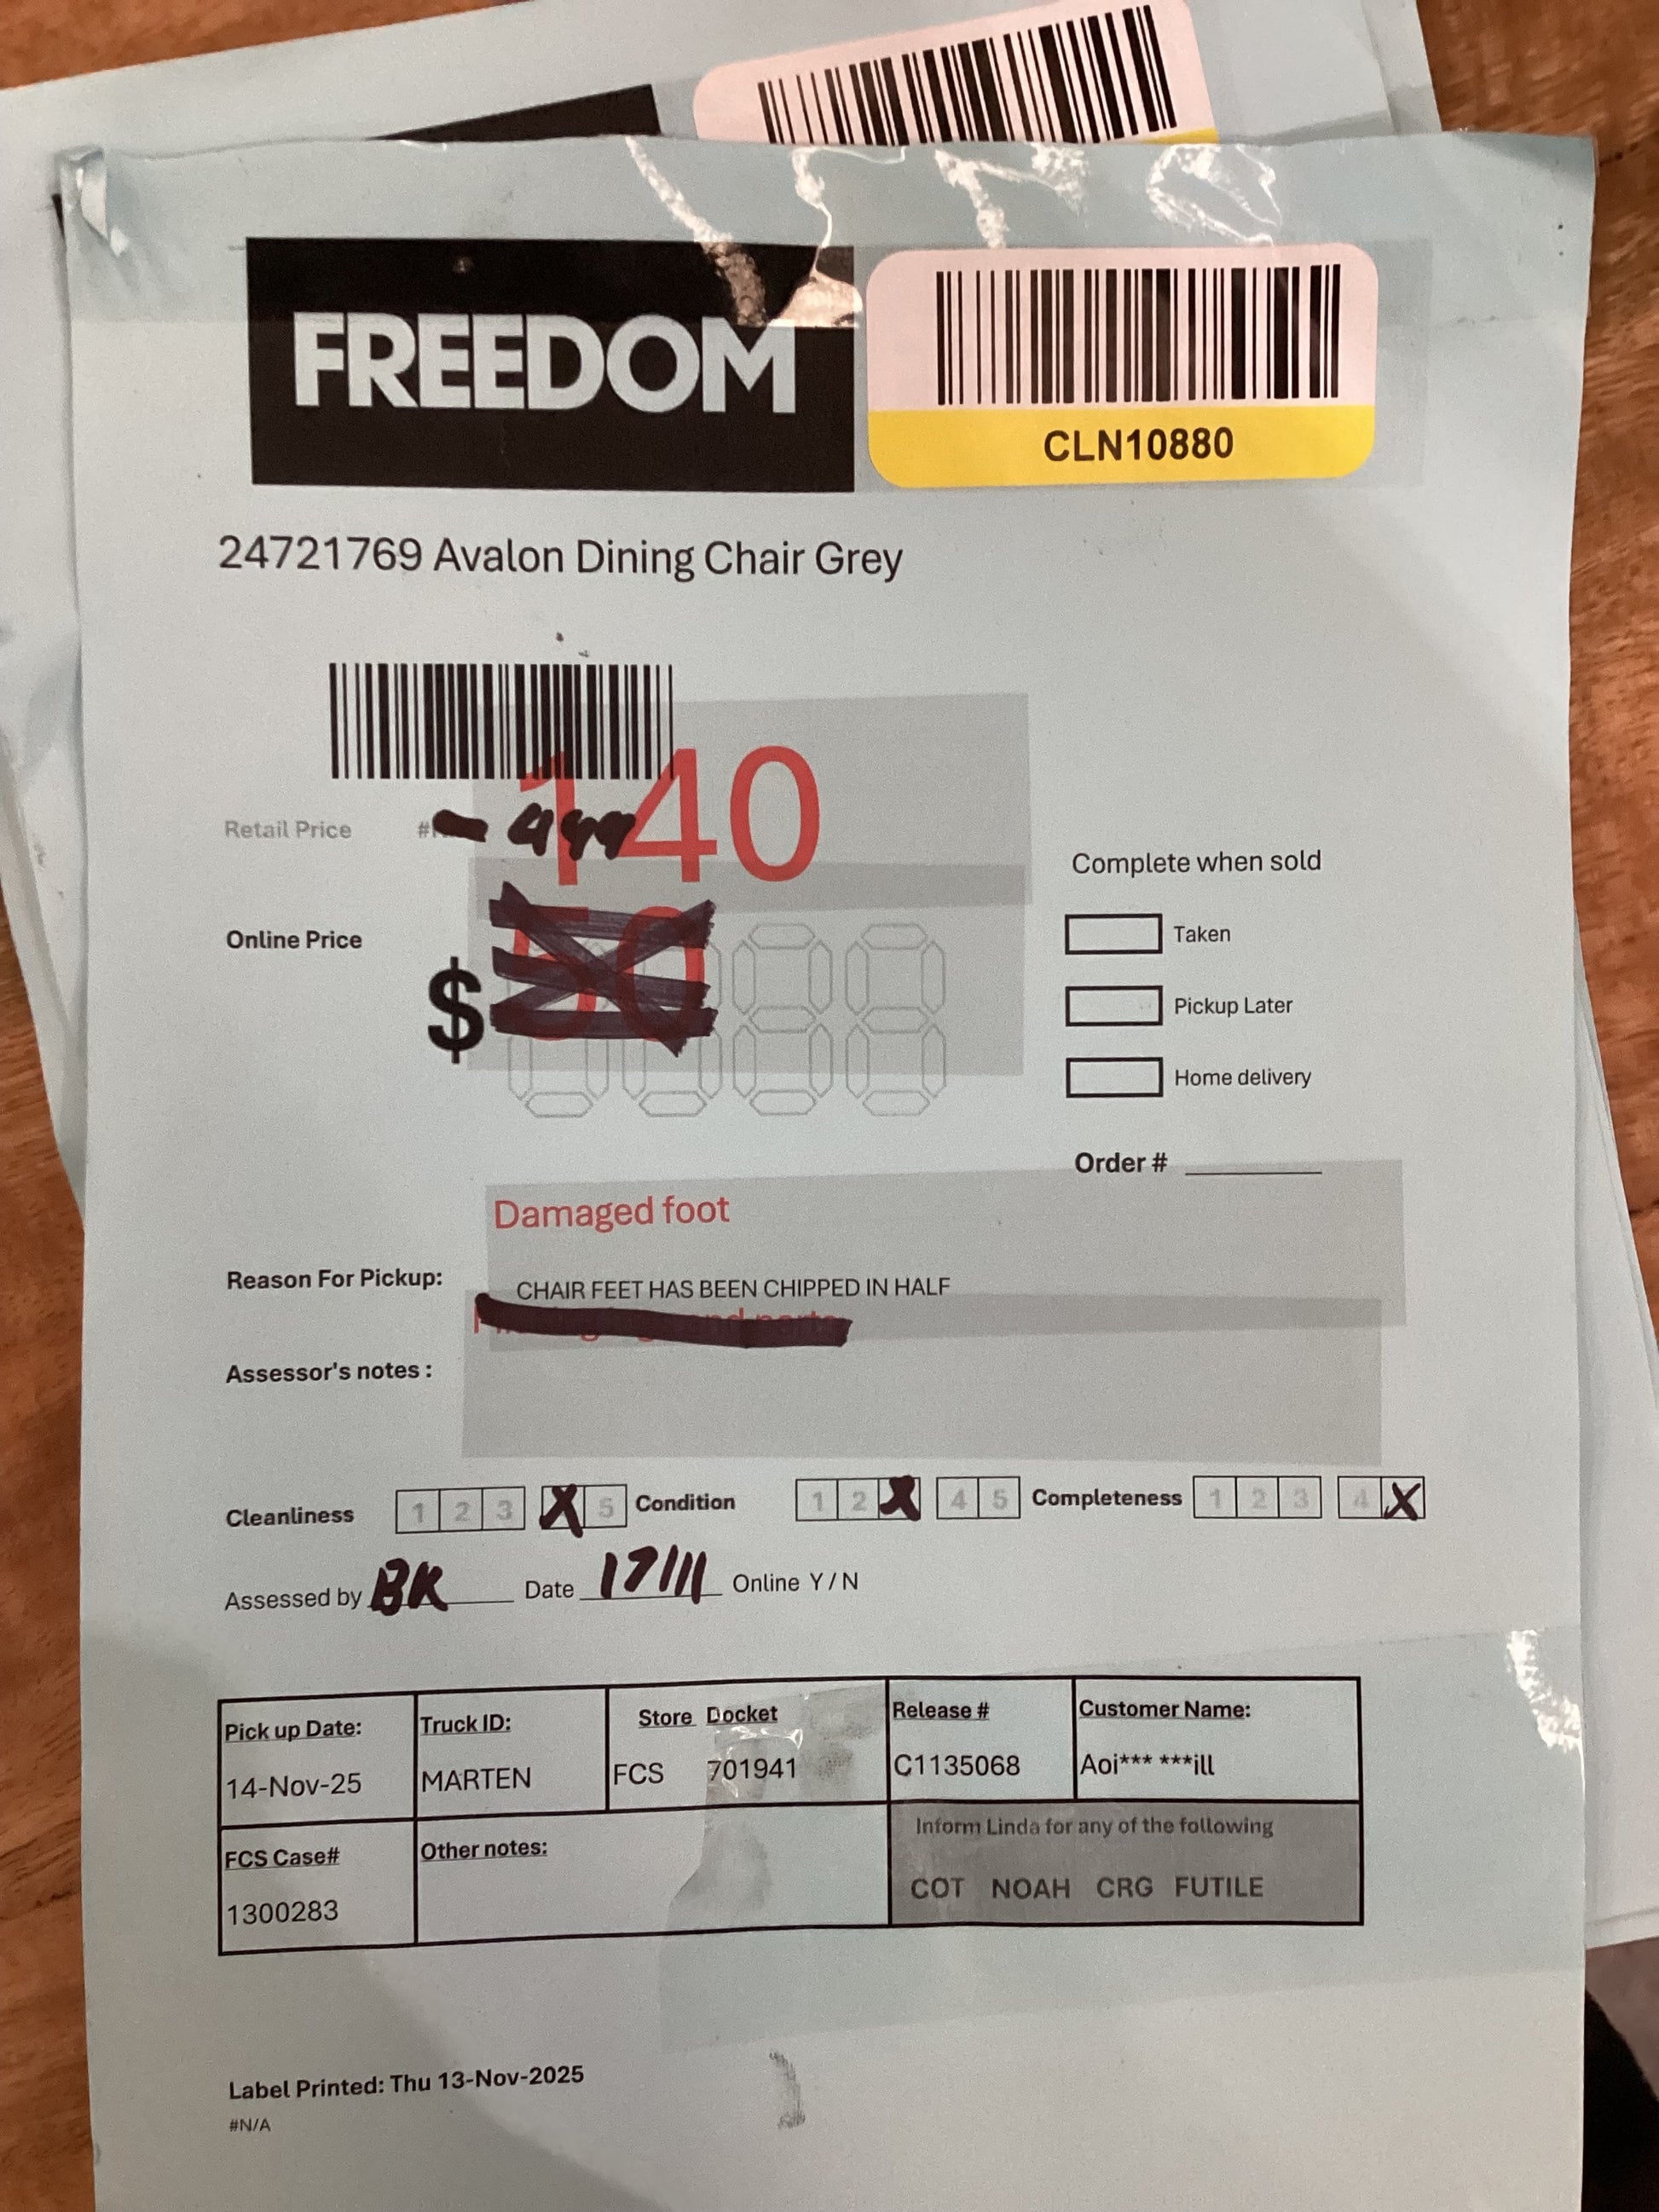 FREEDOM
CLN10880
24721769 Avalon Dining Chair Grey
140
Retail Price #
Online Price
$ 50
Complete when sold
Taken
Pickup Later
Home delivery
Order #
Damaged foot
Reason For Pickup:
CHAIR FEET HAS BEEN CHIPPED IN HALF
Assessor's notes :
Cleanliness 1 2 3 X 5 Condition 1 2 X 4 5 Completeness 1 2 3 4 X
Assessed by BK Date 17/11 Online Y / N
Pick up Date: Truck ID: Store Docket Release # Customer Name:
14-Nov-25 MARTEN FCS 701941 C1135068 Aoi*** ***ill
FCS Case# Other notes: Inform Linda for any of the following
1300283 COT NOAH CRG FUTILE
Label Printed: Thu 13-Nov-2025
#N/A